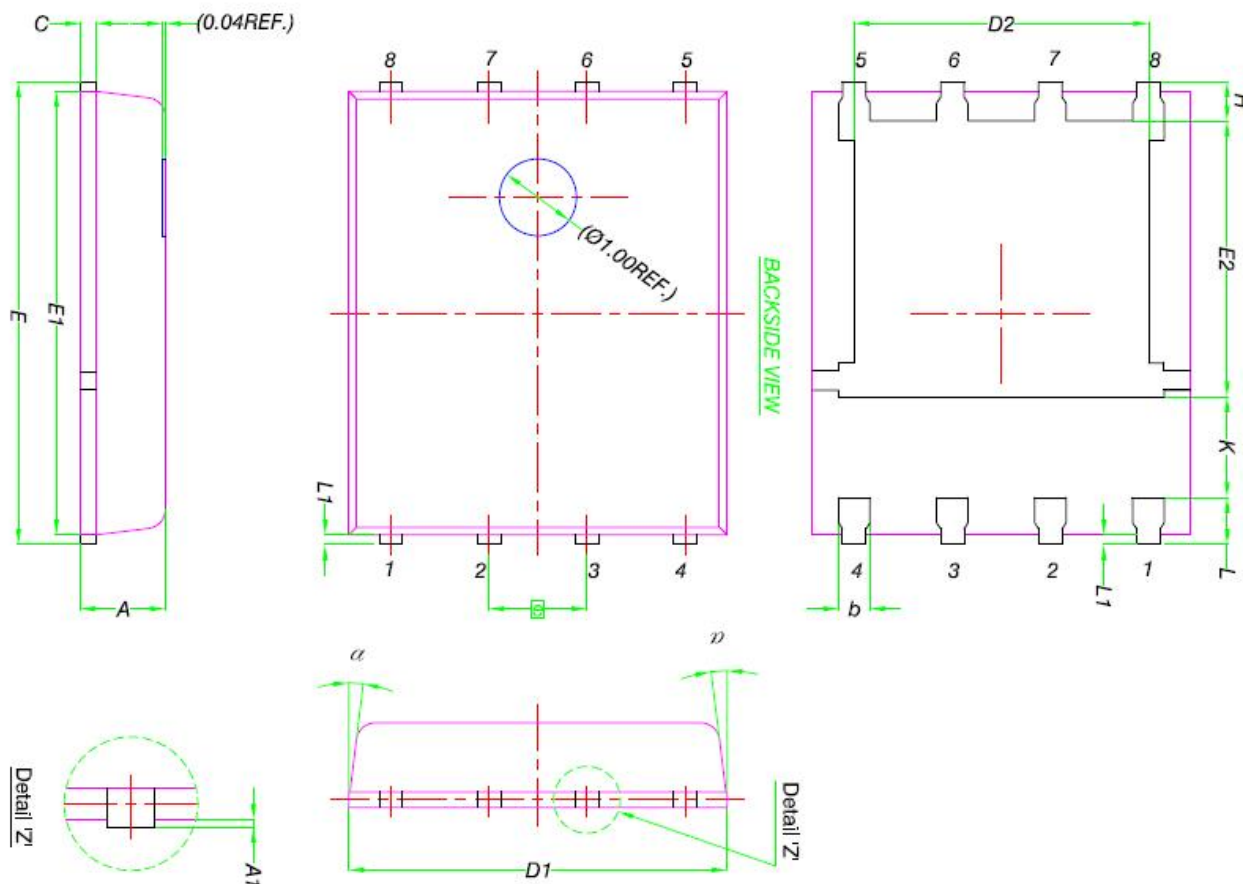 C
(0.04REF.)
D2
8
7
6
5
5
6
7
8
H
E
E1
(Ø1.00REF.)
BACKSIDE VIEW
E2
K
L1
1
2
3
4
4
3
2
1
L
L1
A
b
α
α
Detail 'Z'
A1
D1
Detail 'Z'